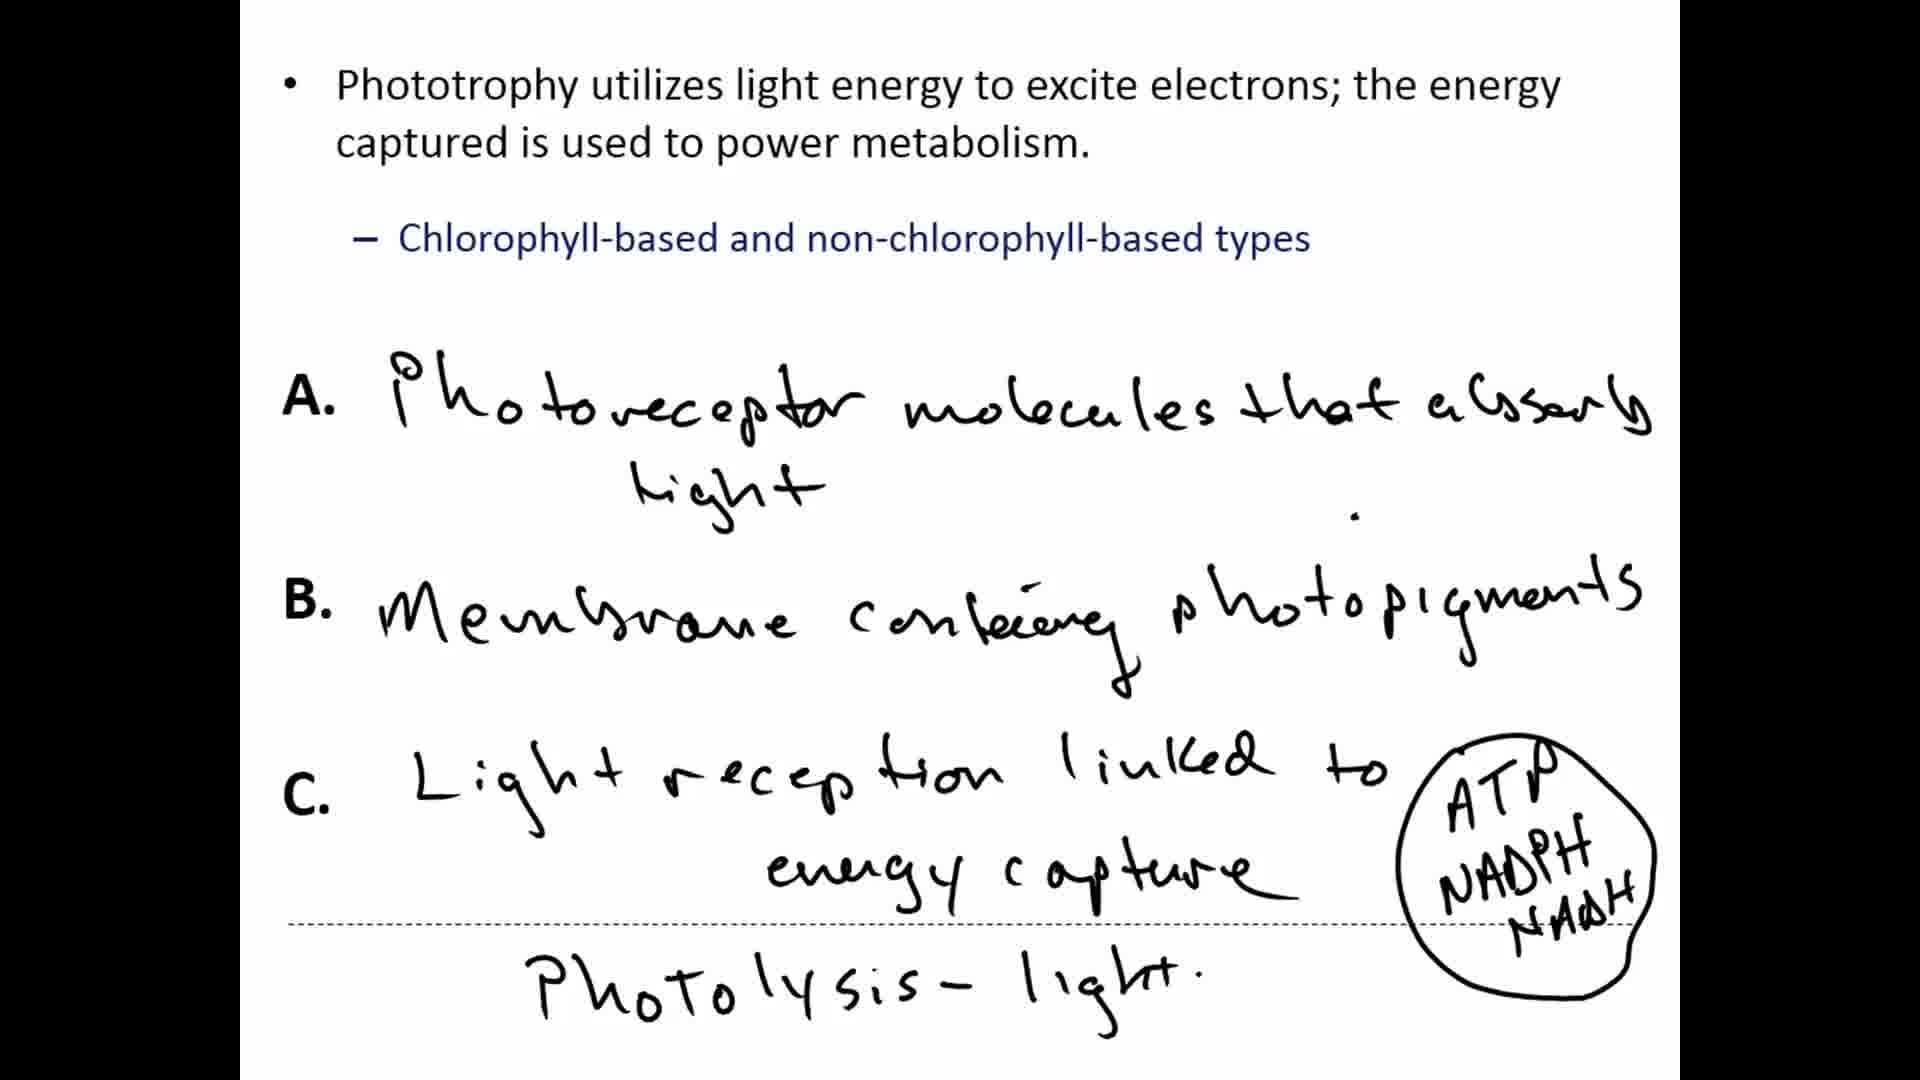 • Phototrophy utilizes light energy to excite electrons; the energy
captured is used to power metabolism.
– Chlorophyll-based and non-chlorophyll-based types
A. Photoreceptor molecules that absorb
light
B. Membrane containing photopigments
C. Light reception linked to
energy capture
ATP
NADPH
NADH
Photolysis - light.